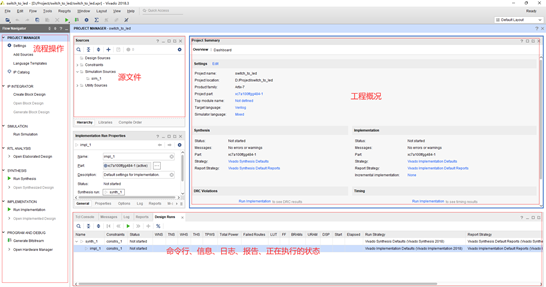 switch_to_led - [D:/Project/switch_to_led/switch_to_led.xpr] - Vivado 2018.3
File Edit Flow Tools Reports Window Layout View Help
Ready
Default Layout
Flow Navigator
PROJECT MANAGER
流程操作
Settings
Add Sources
Language Templates
IP Catalog
IP INTEGRATOR
Create Block Design
Open Block Design
Generate Block Design
SIMULATION
Run Simulation
RTL ANALYSIS
Open Elaborated Design
SYNTHESIS
Run Synthesis
Open Synthesized Design
IMPLEMENTATION
Run Implementation
Open Implemented Design
PROGRAM AND DEBUG
Generate Bitstream
Open Hardware Manager
PROJECT MANAGER - switch_to_led
Sources
Design Sources
Constraints
Simulation Sources
sim_1
Utility Sources
源文件
Hierarchy Libraries Compile Order
Implementation Run Properties
impl_1
Name: impl_1
Part: xc7a100tfgg484-1 (active)
Description: Default settings for Implementation.
Status: Not started
Synthesis run: synth_1
General Properties Options Log Reports
Project Summary
Overview | Dashboard
Settings Edit
Project name: switch_to_led
Project location: D:/Project/switch_to_led
Product family: Artix-7
Project part: xc7a100tfgg484-1
Top module name: Not defined
Target language: Verilog
Simulator language: Mixed
工程概况
Synthesis
Status: Not started
Messages: No errors or warnings
Part: xc7a100tfgg484-1
Strategy: Vivado Synthesis Defaults
Report Strategy: Vivado Synthesis Default Reports
Implementation
Status: Not started
Messages: No errors or warnings
Part: xc7a100tfgg484-1
Strategy: Vivado Implementation Defaults
Report Strategy: Vivado Implementation Default Reports
Incremental implementation: None
DRC Violations
Run Implementation to see DRC results
Timing
Run Implementation to see timing results
Tcl Console Messages Log Reports Design Runs
Name Constraints Status WNS TNS WHS THS TPWS Total Power Failed Routes LUT FF BRAMs URAM DSP Start Elapsed Run Strategy Report Strategy
synth_1 constrs_1 Not started Vivado Synthesis Defaults (Vivado Synthesis 2018) Vivado Synthesis Default Reports
impl_1 constrs_1 Not started Vivado Implementation Defaults (Vivado Implementation 2018) Vivado Implementation Default Reports
命令行、信息、日志、报告、正在执行的状态